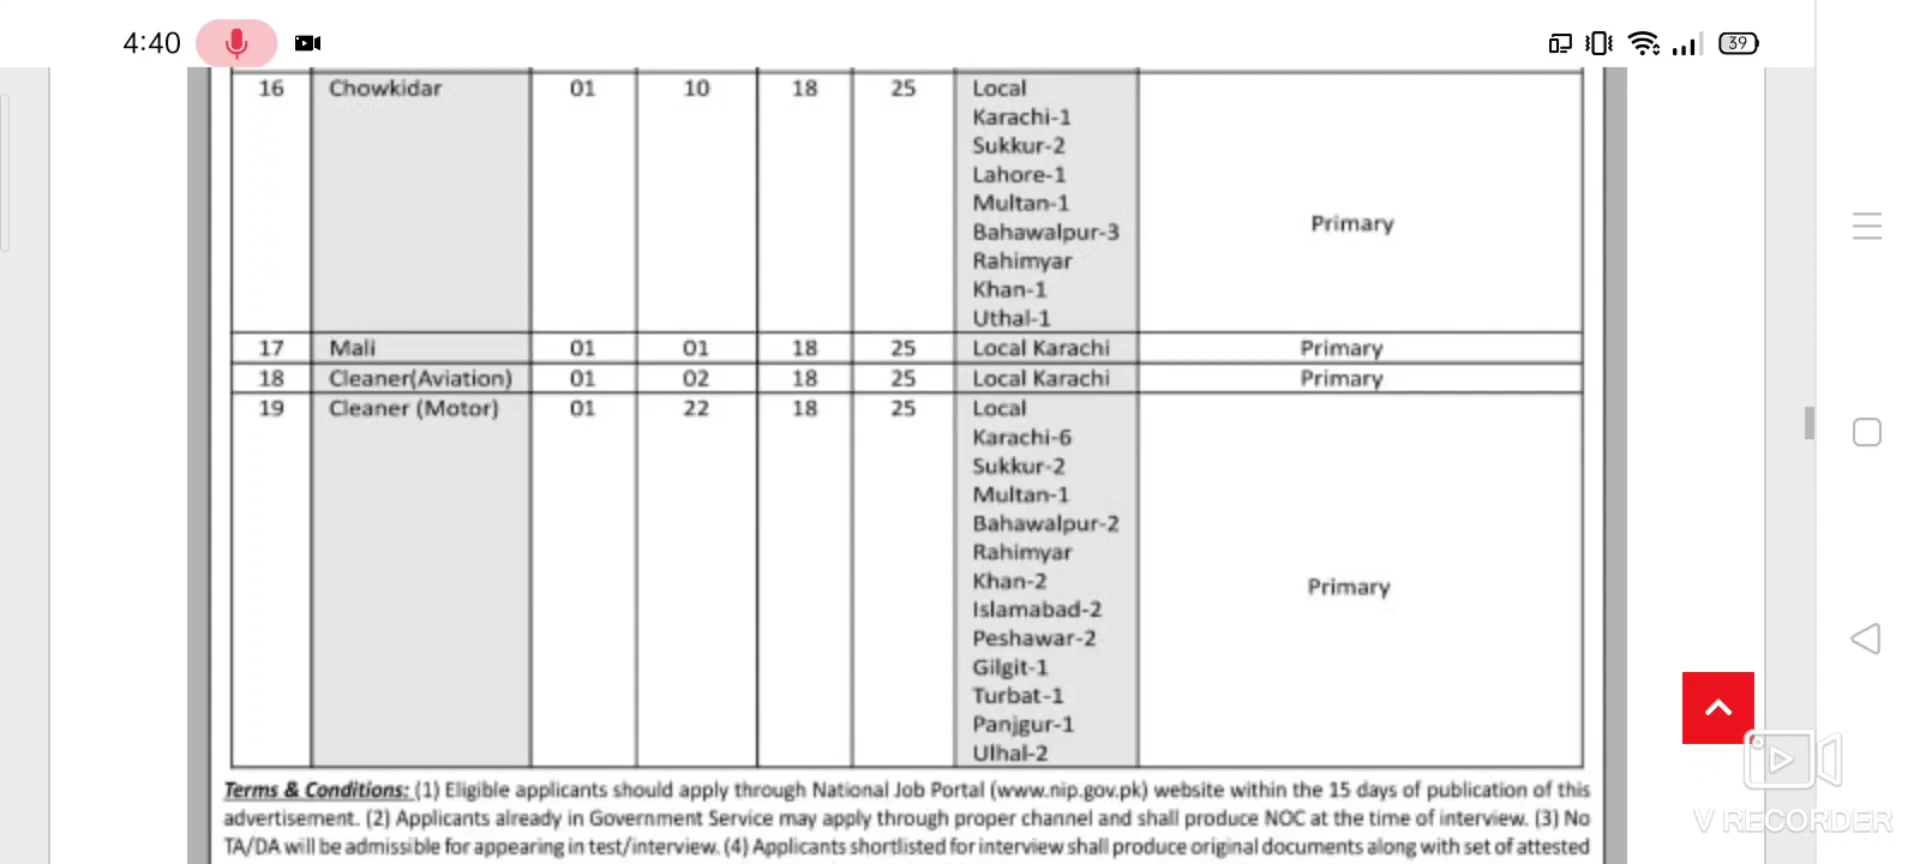 4:40
39
16 Chowkidar 01 10 18 25 Local
Karachi-1
Sukkur-2
Lahore-1
Multan-1
Bahawalpur-3
Primary
Rahimyar
Khan-1
Uthal-1
17 Mali 01 01 18 25 Local Karachi Primary
18 Cleaner(Aviation) 01 02 18 25 Local Karachi Primary
19 Cleaner (Motor) 01 22 18 25 Local
Karachi-6
Sukkur-2
Multan-1
Bahawalpur-2
Rahimyar
Khan-2
Primary
Islamabad-2
Peshawar-2
Gilgit-1
Turbat-1
Panjgur-1
Ulhal-2
Terms & Conditions: (1) Eligible applicants should apply through National Job Portal (www.nip.gov.pk) website within the 15 days of publication of this
advertisement. (2) Applicants already in Government Service may apply through proper channel and shall produce NOC at the time of interview. (3) No
TA/DA will be admissible for appearing in test/interview. (4) Applicants shortlisted for interview shall produce original documents along with set of attested
V RECORDER